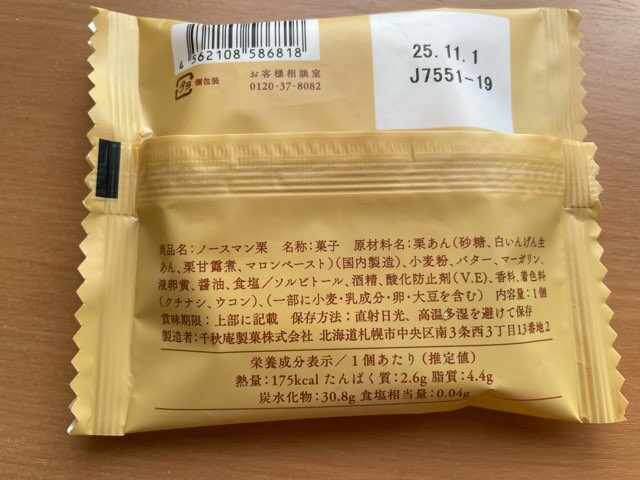 4 562108 586818
プラ 個包装
お客様相談室
0120-37-8082
25.11.1
J7551-19
商品名:ノースマン栗 名称:菓子 原材料名:栗あん(砂糖、白いんげん生
あん、栗甘露煮、マロンペースト)(国内製造)、小麦粉、バター、マーガリン、
液卵黄、醤油、食塩/ソルビトール、酒精、酸化防止剤(V.E)、香料、着色料
(クチナシ、ウコン)、(一部に小麦・乳成分・卵・大豆を含む) 内容量:1個
賞味期限:上部に記載 保存方法:直射日光、高温多湿を避けて保存
製造者:千秋庵製菓株式会社 北海道札幌市中央区南3条西3丁目13番地2
栄養成分表示/1個あたり(推定値)
熱量:175kcal たんぱく質:2.6g 脂質:4.4g
炭水化物:30.8g 食塩相当量:0.04g